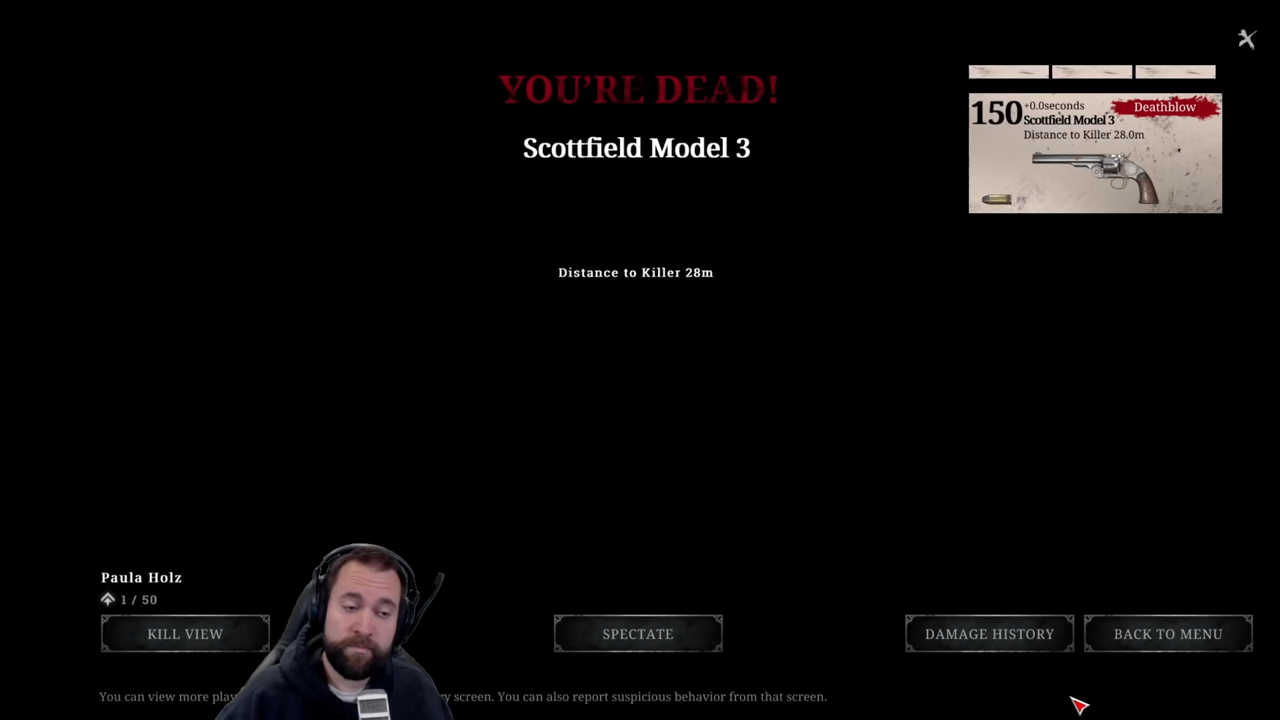 YOU'RE DEAD!
Scottfield Model 3
150
+0.0seconds
Deathblow
Scottfield Model 3
Distance to Killer 28.0m
Distance to Killer 28m
Paula Holz
1 / 50
KILL VIEW
SPECTATE
DAMAGE HISTORY
BACK TO MENU
You can view more screen. You can also report suspicious behavior from that screen.